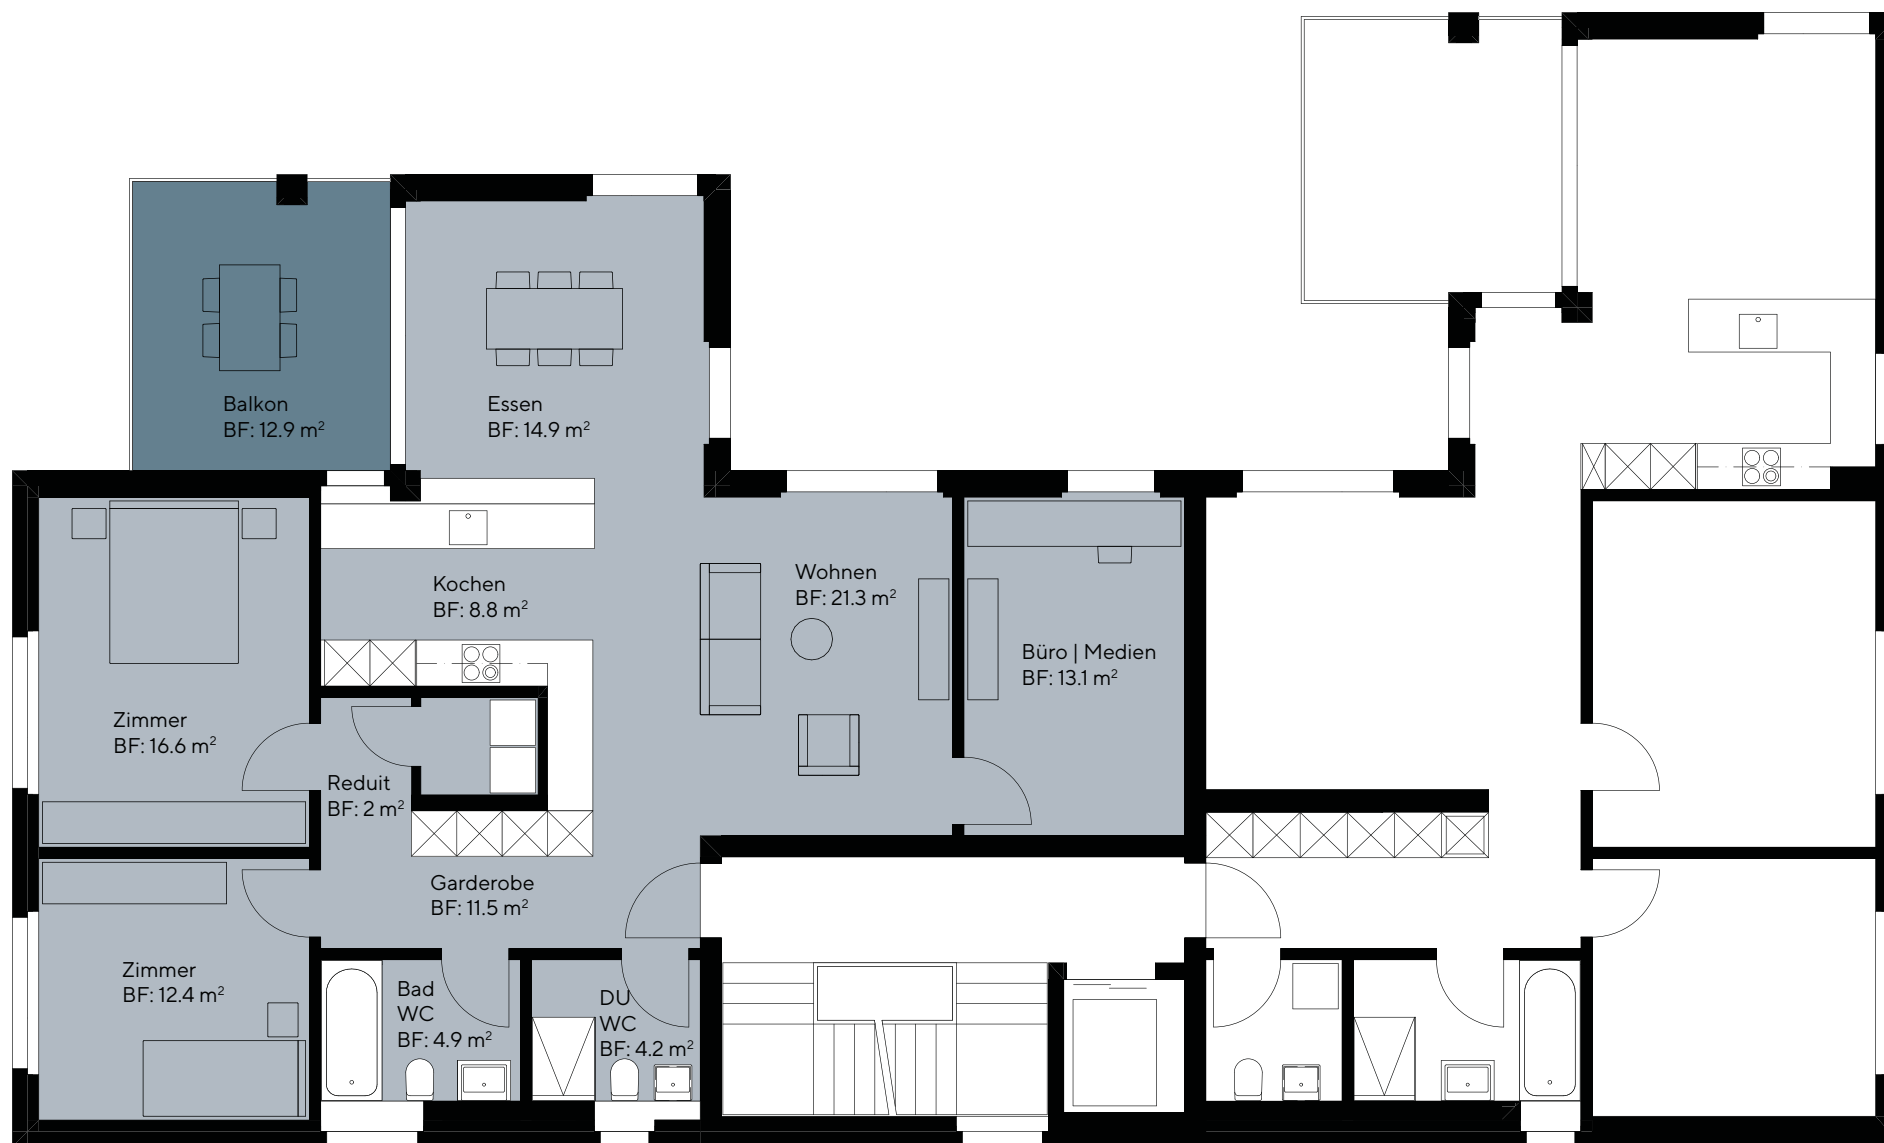 Balkon
BF: 12.9 m²
Essen
BF: 14.9 m²
Kochen
BF: 8.8 m²
Wohnen
BF: 21.3 m²
Büro | Medien
BF: 13.1 m²
Zimmer
BF: 16.6 m²
Reduit
BF: 2 m²
Garderobe
BF: 11.5 m²
Zimmer
BF: 12.4 m²
Bad
WC
BF: 4.9 m²
DU
WC
BF: 4.2 m²